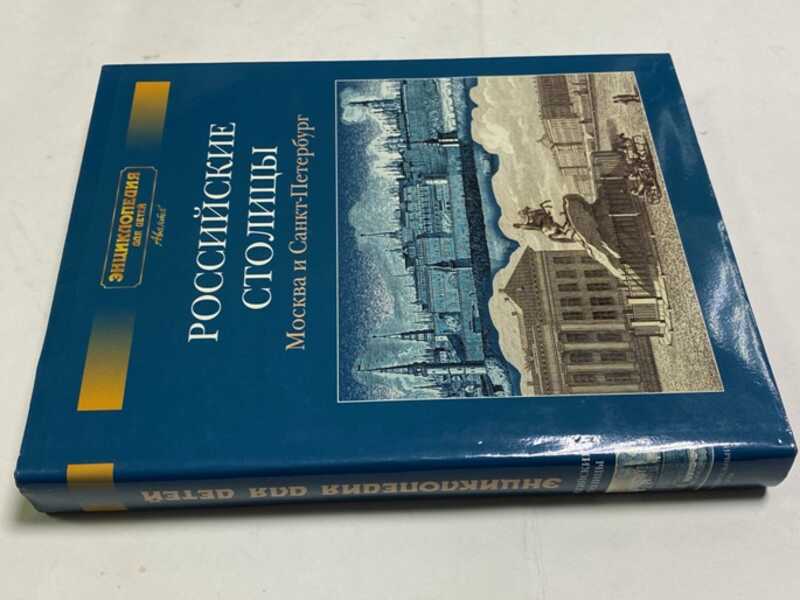 ЭНЦИКЛОПЕДИЯ
ДЛЯ ДЕТЕЙ
Аванта+
РОССИЙСКИЕ
СТОЛИЦЫ
Москва и Санкт-Петербург
ЭНЦИКЛОПЕДИЯ ДЛЯ ДЕТЕЙ